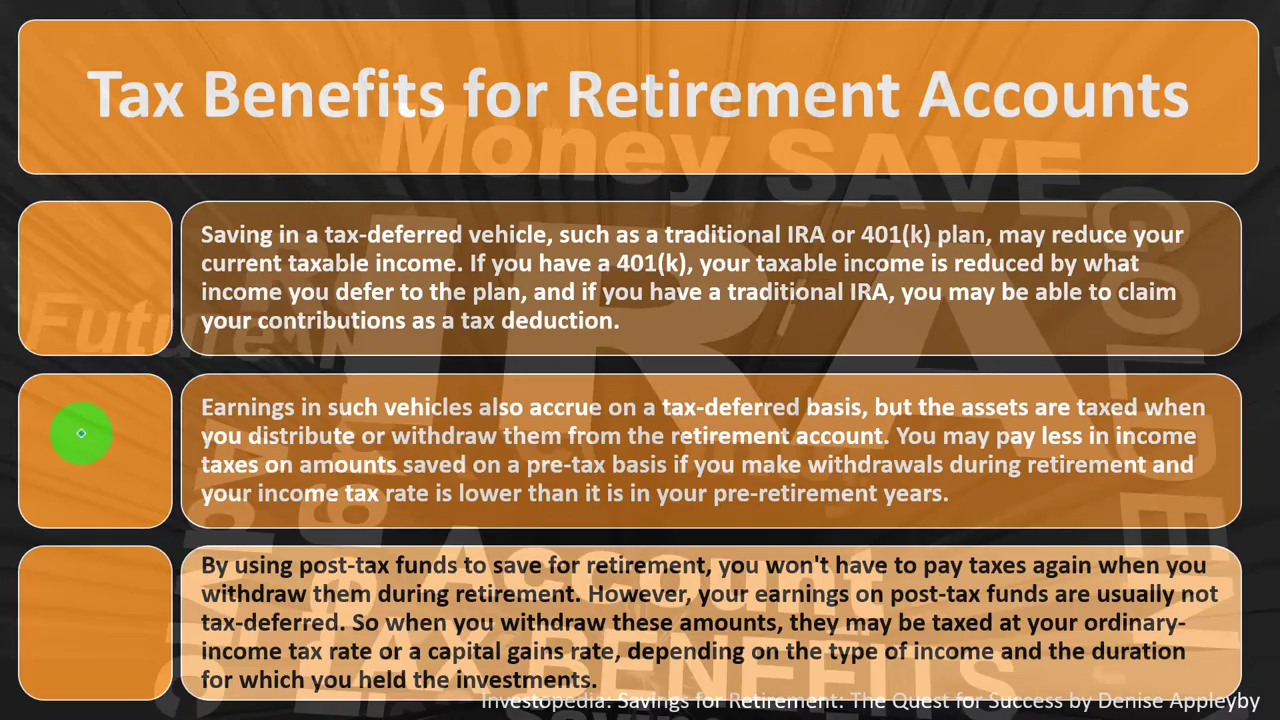 Tax Benefits for Retirement Accounts
Saving in a tax-deferred vehicle, such as a traditional IRA or 401(k) plan, may reduce your
current taxable income. If you have a 401(k), your taxable income is reduced by what
income you defer to the plan, and if you have a traditional IRA, you may be able to claim
your contributions as a tax deduction.
Earnings in such vehicles also accrue on a tax-deferred basis, but the assets are taxed when
you distribute or withdraw them from the retirement account. You may pay less in income
taxes on amounts saved on a pre-tax basis if you make withdrawals during retirement and
your income tax rate is lower than it is in your pre-retirement years.
By using post-tax funds to save for retirement, you won't have to pay taxes again when you
withdraw them during retirement. However, your earnings on post-tax funds are usually not
tax-deferred. So when you withdraw these amounts, they may be taxed at your ordinary-
income tax rate or a capital gains rate, depending on the type of income and the duration
for which you held the investments.
Investopedia: Savings for Retirement: The Quest for Success by Denise Appleyby
Money SAVE
Future
IRA
GOLDEN
Account
TAX BENEFITS